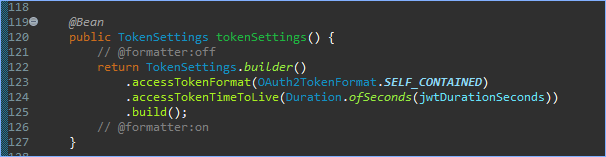 118
119 @Bean
120 public TokenSettings tokenSettings() {
121 // @formatter:off
122 return TokenSettings.builder()
123 .accessTokenFormat(OAuth2TokenFormat.SELF_CONTAINED)
124 .accessTokenTimeToLive(Duration.ofSeconds(jwtDurationSeconds))
125 .build();
126 // @formatter:on
127 }